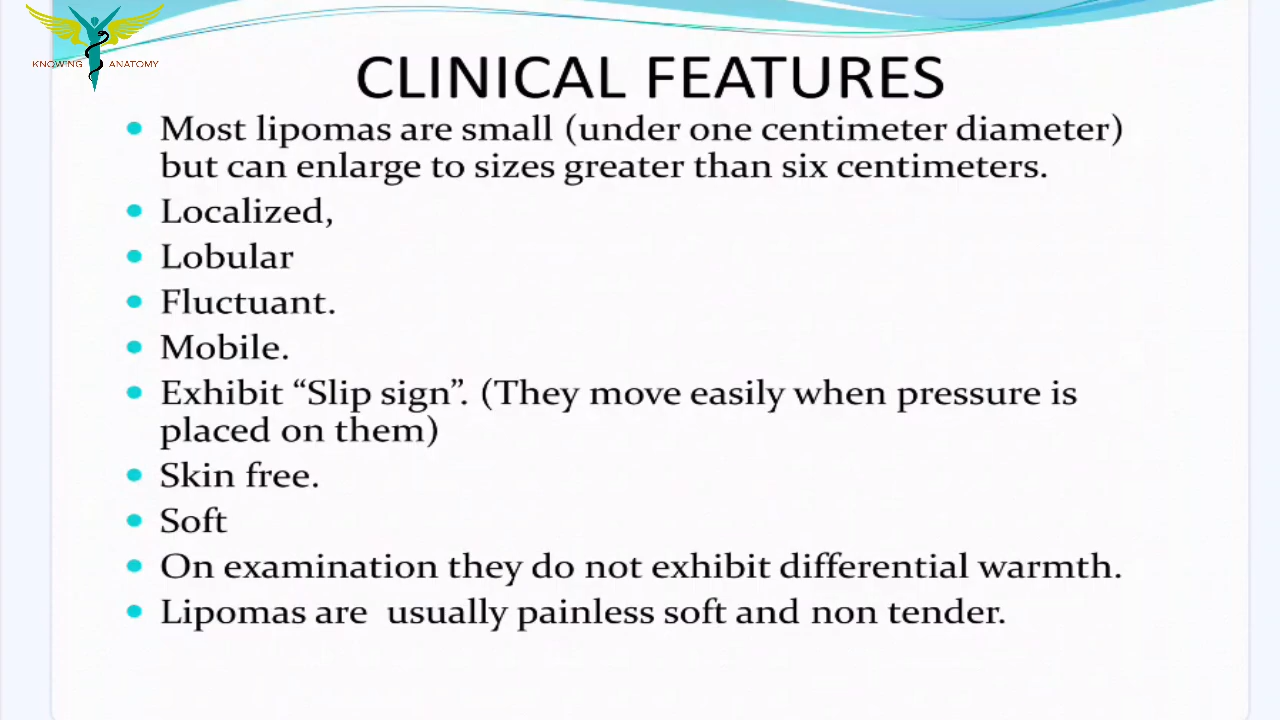 KNOWING ANATOMY
CLINICAL FEATURES
• Most lipomas are small (under one centimeter diameter)
but can enlarge to sizes greater than six centimeters.
• Localized,
• Lobular
• Fluctuant.
• Mobile.
• Exhibit “Slip sign”. (They move easily when pressure is
placed on them)
• Skin free.
• Soft
• On examination they do not exhibit differential warmth.
• Lipomas are  usually painless soft and non tender.